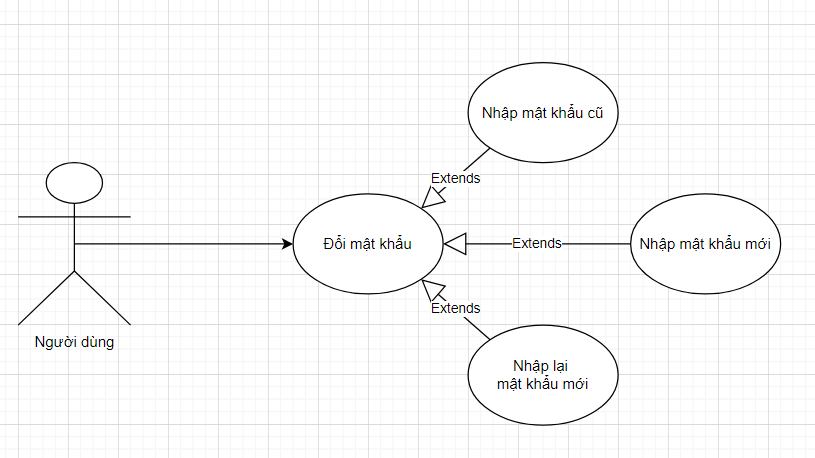 Nhập mật khẩu cũ
Extends
Đổi mật khẩu
Extends
Nhập mật khẩu mới
Extends
Người dùng
Nhập lại
mật khẩu mới